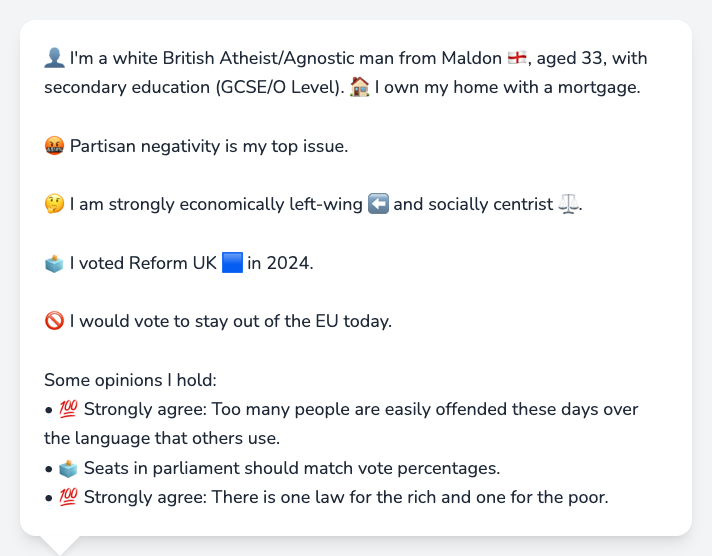 👤 I'm a white British Atheist/Agnostic man from Maldon 🏴󠁧󠁢󠁥󠁮󠁧󠁿, aged 33, with
secondary education (GCSE/O Level). 🏠 I own my home with a mortgage.
🤬 Partisan negativity is my top issue.
🤔 I am strongly economically left-wing ⬅️ and socially centrist ⚖️.
🗳️ I voted Reform UK 🟦 in 2024.
🚫 I would vote to stay out of the EU today.
Some opinions I hold:
• 💯 Strongly agree: Too many people are easily offended these days over
the language that others use.
• 🗳️ Seats in parliament should match vote percentages.
• 💯 Strongly agree: There is one law for the rich and one for the poor.